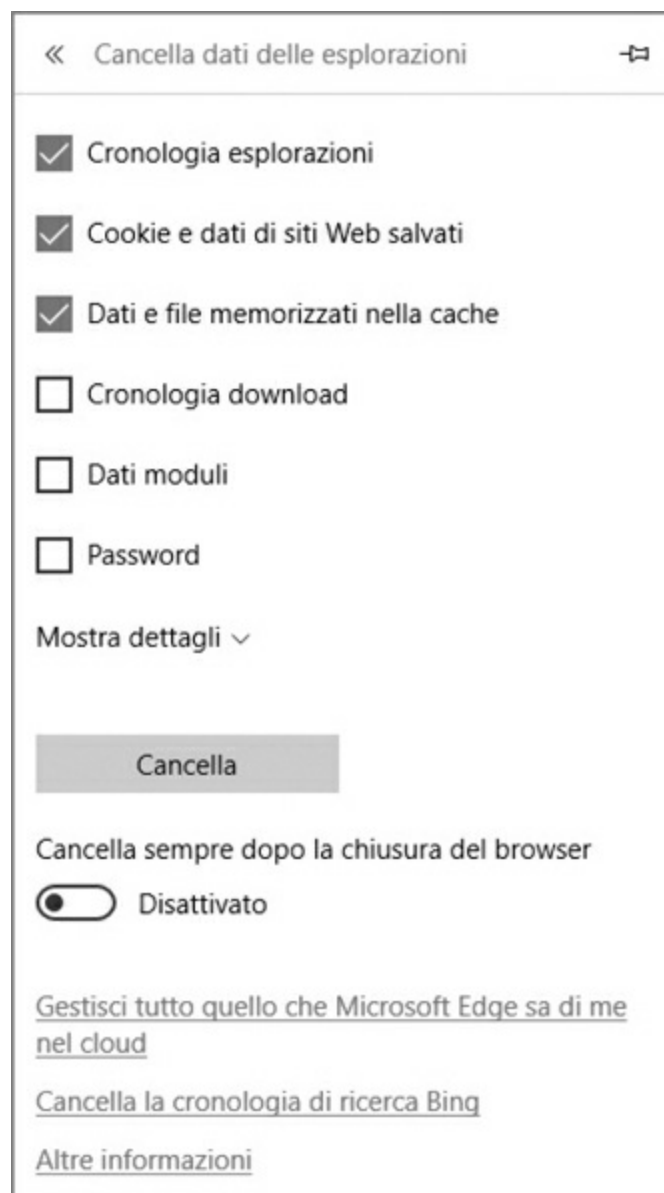 Cancella dati delle esplorazioni
Cronologia esplorazioni
Cookie e dati di siti Web salvati
Dati e file memorizzati nella cache
Cronologia download
Dati moduli
Password
Mostra dettagli
Cancella
Cancella sempre dopo la chiusura del browser
Disattivato
Gestisci tutto quello che Microsoft Edge sa di me
nel cloud
Cancella la cronologia di ricerca Bing
Altre informazioni